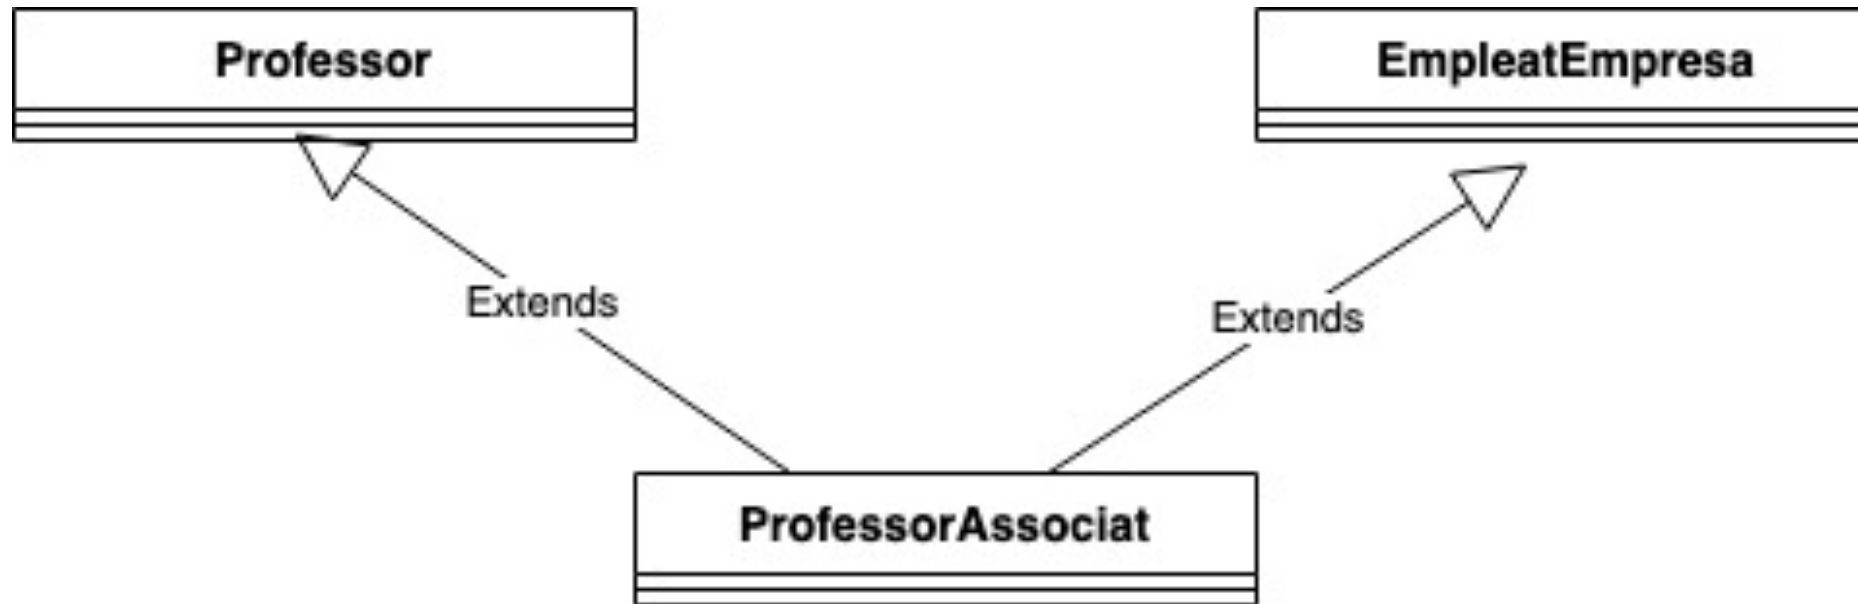 Professor
EmpleatEmpresa
Extends
Extends
ProfessorAssociat